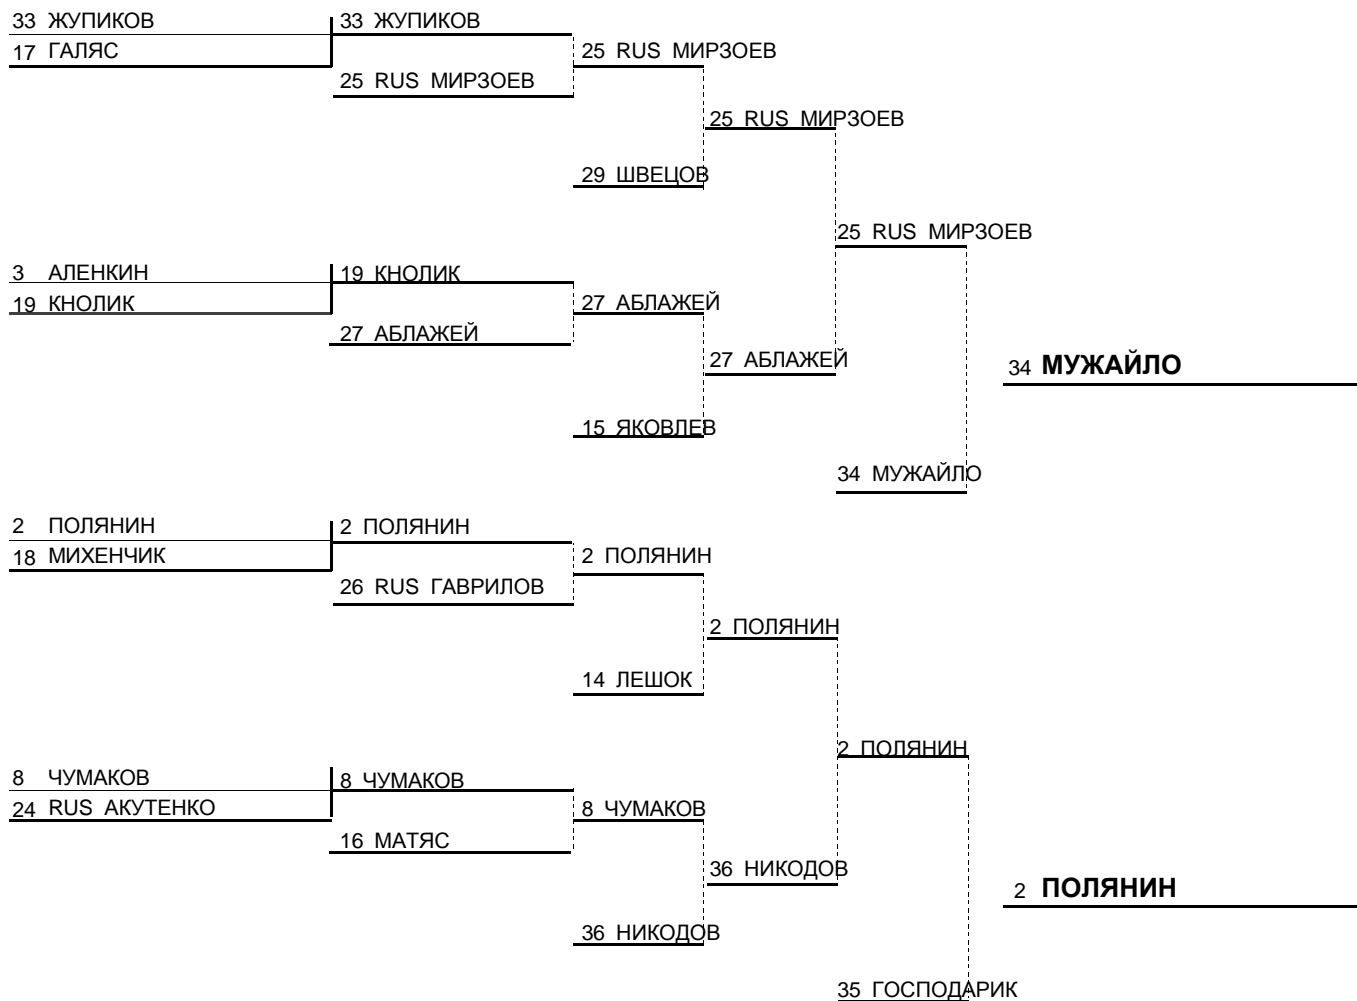 33 ЖУПИКОВ
33 ЖУПИКОВ
17 ГАЛЯС
25 RUS МИРЗОЕВ
25 RUS МИРЗОЕВ
25 RUS МИРЗОЕВ
29 ШВЕЦОВ
25 RUS МИРЗОЕВ
3 АЛЕНКИН
19 КНОЛИК
19 КНОЛИК
27 АБЛАЖЕЙ
27 АБЛАЖЕЙ
27 АБЛАЖЕЙ
34 МУЖАЙЛО
15 ЯКОВЛЕВ
34 МУЖАЙЛО
2 ПОЛЯНИН
2 ПОЛЯНИН
18 МИХЕНЧИК
2 ПОЛЯНИН
26 RUS ГАВРИЛОВ
2 ПОЛЯНИН
14 ЛЕШОК
2 ПОЛЯНИН
8 ЧУМАКОВ
8 ЧУМАКОВ
24 RUS АКУТЕНКО
8 ЧУМАКОВ
16 МАТЯС
36 НИКОДОВ
2 ПОЛЯНИН
36 НИКОДОВ
35 ГОСПОДАРИК